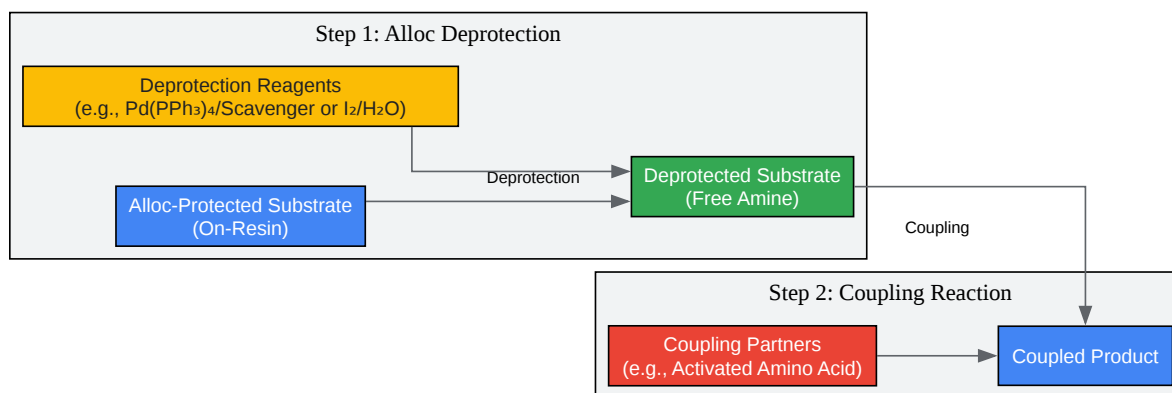 Step 1: Alloc Deprotection
Deprotection Reagents
(e.g., Pd(PPh₃)₄/Scavenger or I₂/H₂O)
Deprotection
Deprotected Substrate
(Free Amine)
Alloc-Protected Substrate
(On-Resin)
Coupling
Step 2: Coupling Reaction
Coupling Partners
(e.g., Activated Amino Acid)
Coupled Product